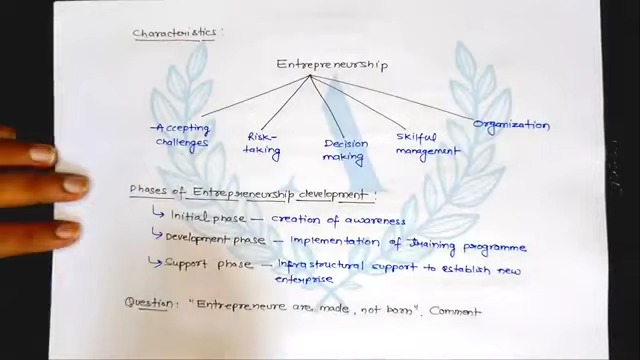 Characteristics:
Entrepreneurship
Accepting challenges
Risk-taking
Decision making
Skilful management
Organization
Phases of Entrepreneurship development:
↳ Initial phase — creation of awareness
↳ Development phase — Implementation of training programme
↳ Support phase — Infrastructural support to establish new
enterprise
Question: "Entrepreneure are made, not born". Comment